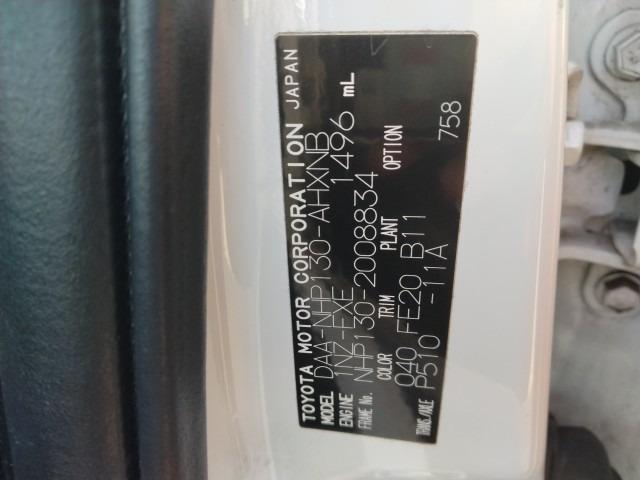 TOYOTA MOTOR CORPORATION JAPAN
MODEL DAA-NHP130-AHXNB
ENGINE 1NZ-EXE 1496 mL
FRAME No. NHP130-2008834
COLOR TRIM PLANT OPTION
040 FE20 B11
TRANS./AXLE P510 -11A 758